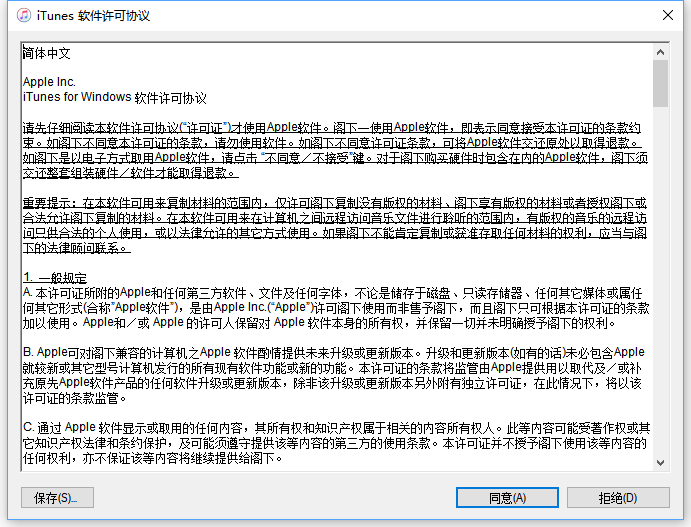 iTunes 软件许可协议
简体中文
Apple Inc.
iTunes for Windows 软件许可协议
请先仔细阅读本软件许可协议(“许可证”)才使用Apple软件。阁下一使用Apple软件，即表示同意接受本许可证的条款约
束。如阁下不同意本许可证的条款，请勿使用软件。如阁下不同意许可证条款，可将Apple软件交还原处以取得退款。
如阁下是以电子方式取用Apple软件，请点击 “不同意／不接受”键。对于阁下购买硬件时包含在内的Apple软件，阁下须
交还整套组装硬件／软件才能取得退款。
重要提示：在本软件可用来复制材料的范围内，仅许可阁下复制没有版权的材料、阁下享有版权的材料或者授权阁下或
合法允许阁下复制的材料。在本软件可用来在计算机之间远程访问音乐文件进行聆听的范围内，有版权的音乐的远程访
问只供合法的个人使用，或以法律允许的其它方式使用。如果阁下不能肯定复制或获准存取任何材料的权利，应当与阁
下的法律顾问联系。
1. 一般规定
A. 本许可证所附的Apple和任何第三方软件、文件及任何字体，不论是储存于磁盘、只读存储器、任何其它媒体或属任
何其它形式(合称”Apple软件”)，是由Apple Inc.(“Apple”)许可阁下使用而非售予阁下，而且阁下只可根据本许可证的条款
加以使用。Apple和／或 Apple 的许可人保留对 Apple 软件本身的所有权，并保留一切并未明确授予阁下的权利。
B. Apple可对阁下兼容的计算机之Apple 软件酌情提供未来升级或更新版本。升级和更新版本(如有的话)未必包含Apple
就较新或其它型号计算机发行的所有现有软件功能或新的功能。本许可证的条款将监管由Apple提供用以取代及／或补
充原先Apple软件产品的任何软件升级或更新版本，除非该升级或更新版本另外附有独立许可证，在此情况下，将以该
许可证的条款监管。
C. 通过 Apple 软件显示或取用的任何内容，其所有权和知识产权属于相关的内容所有权人。此等内容可能受著作权或其
它知识产权法律和条约保护，及可能须遵守提供该等内容的第三方的使用条款。本许可证并不授予阁下使用该等内容的
任何权利，亦不保证该等内容将继续提供给阁下。
保存(S)... 同意(A) 拒绝(D)